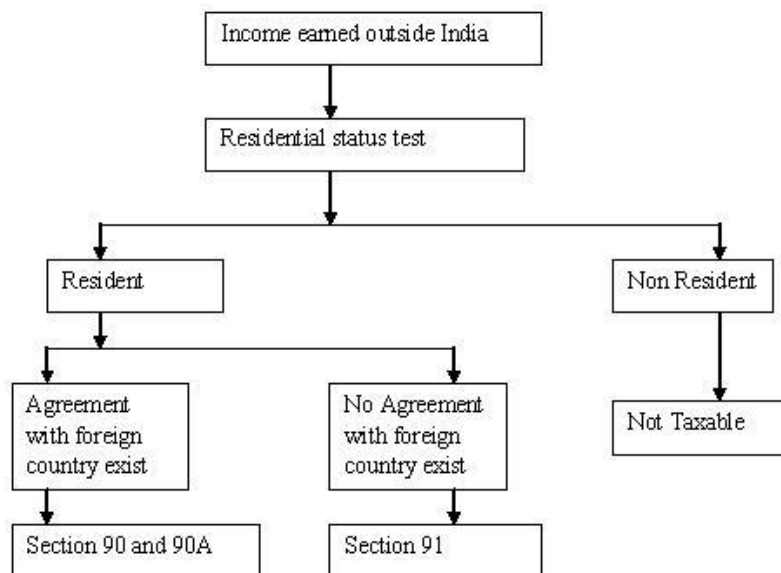 Income earned outside India
Residential status test
Resident
Non Resident
Agreement
with foreign
country exist
No Agreement
with foreign
country exist
Not Taxable
Section 90 and 90A
Section 91